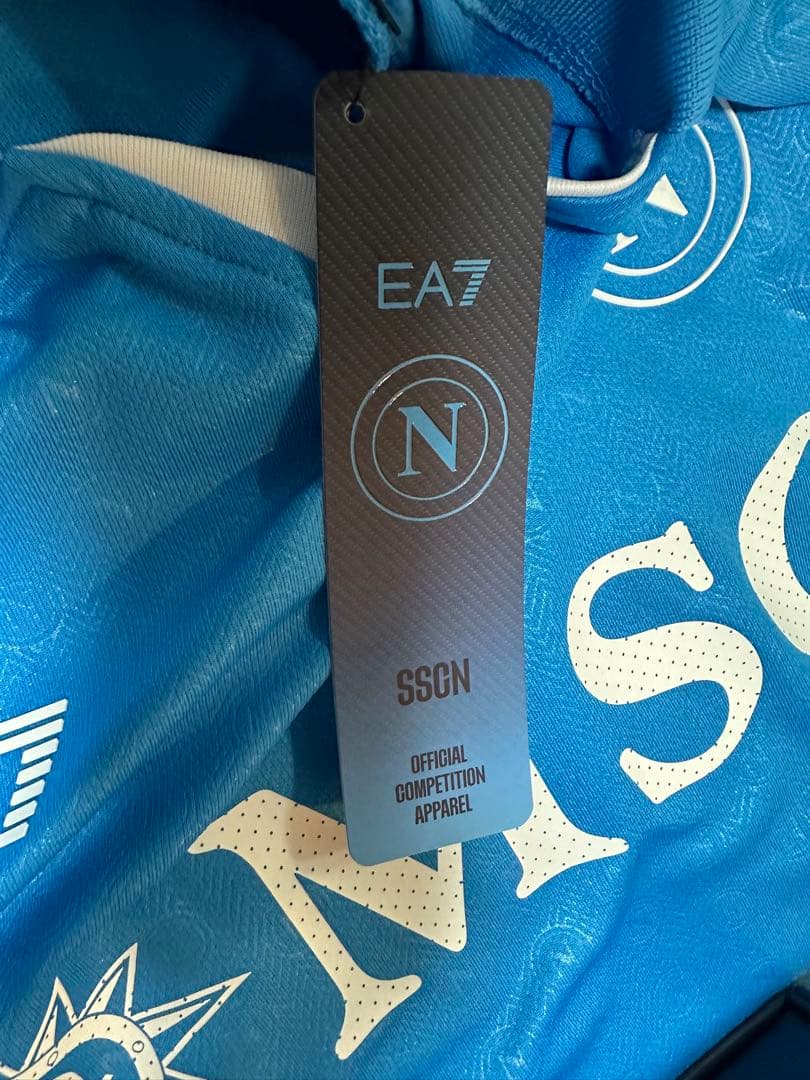 EA7
N
SSCN
OFFICIAL
COMPETITION
APPAREL
MSC